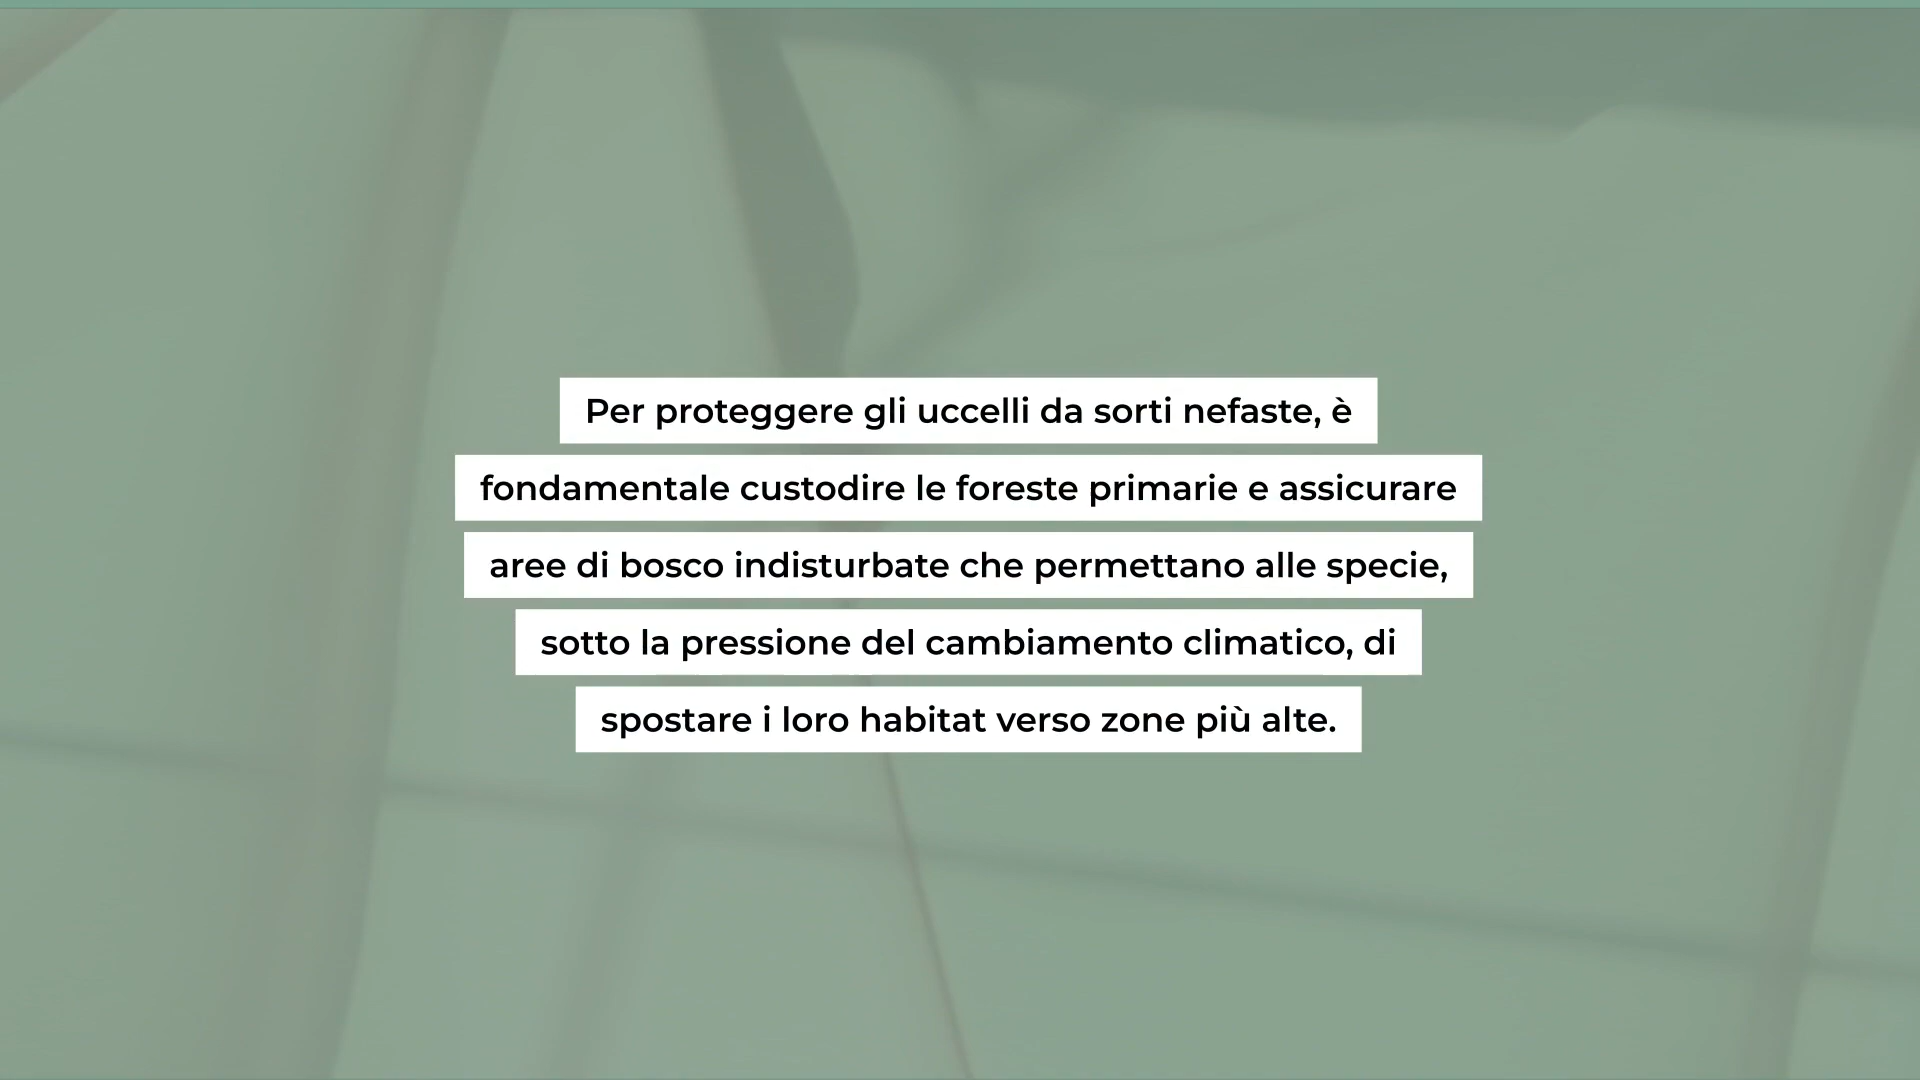 Per proteggere gli uccelli da sorti nefaste, è
fondamentale custodire le foreste primarie e assicurare
aree di bosco indisturbate che permettano alle specie,
sotto la pressione del cambiamento climatico, di
spostare i loro habitat verso zone più alte.